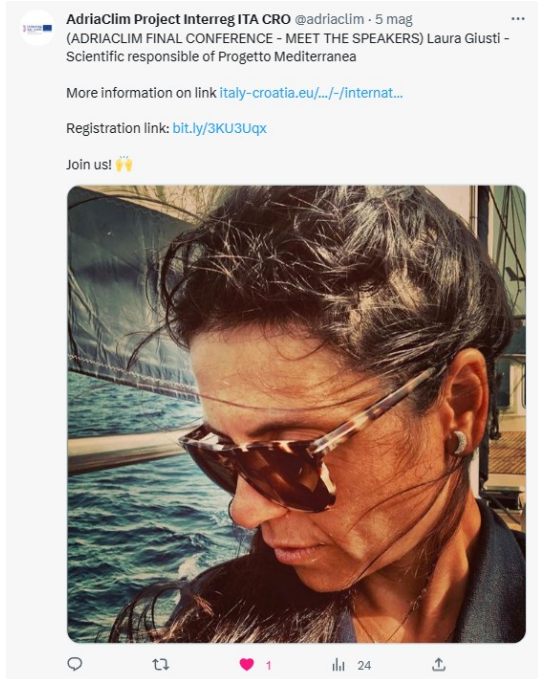 AdriaClim Project Interreg ITA CRO @adriaclim · 5 mag
(ADRIACLIM FINAL CONFERENCE - MEET THE SPEAKERS) Laura Giusti -
Scientific responsible of Progetto Mediterranea
More information on link italy-croatia.eu/.../-/internat...
Registration link: bit.ly/3KU3Uqx
Join us! 🙌
1
24